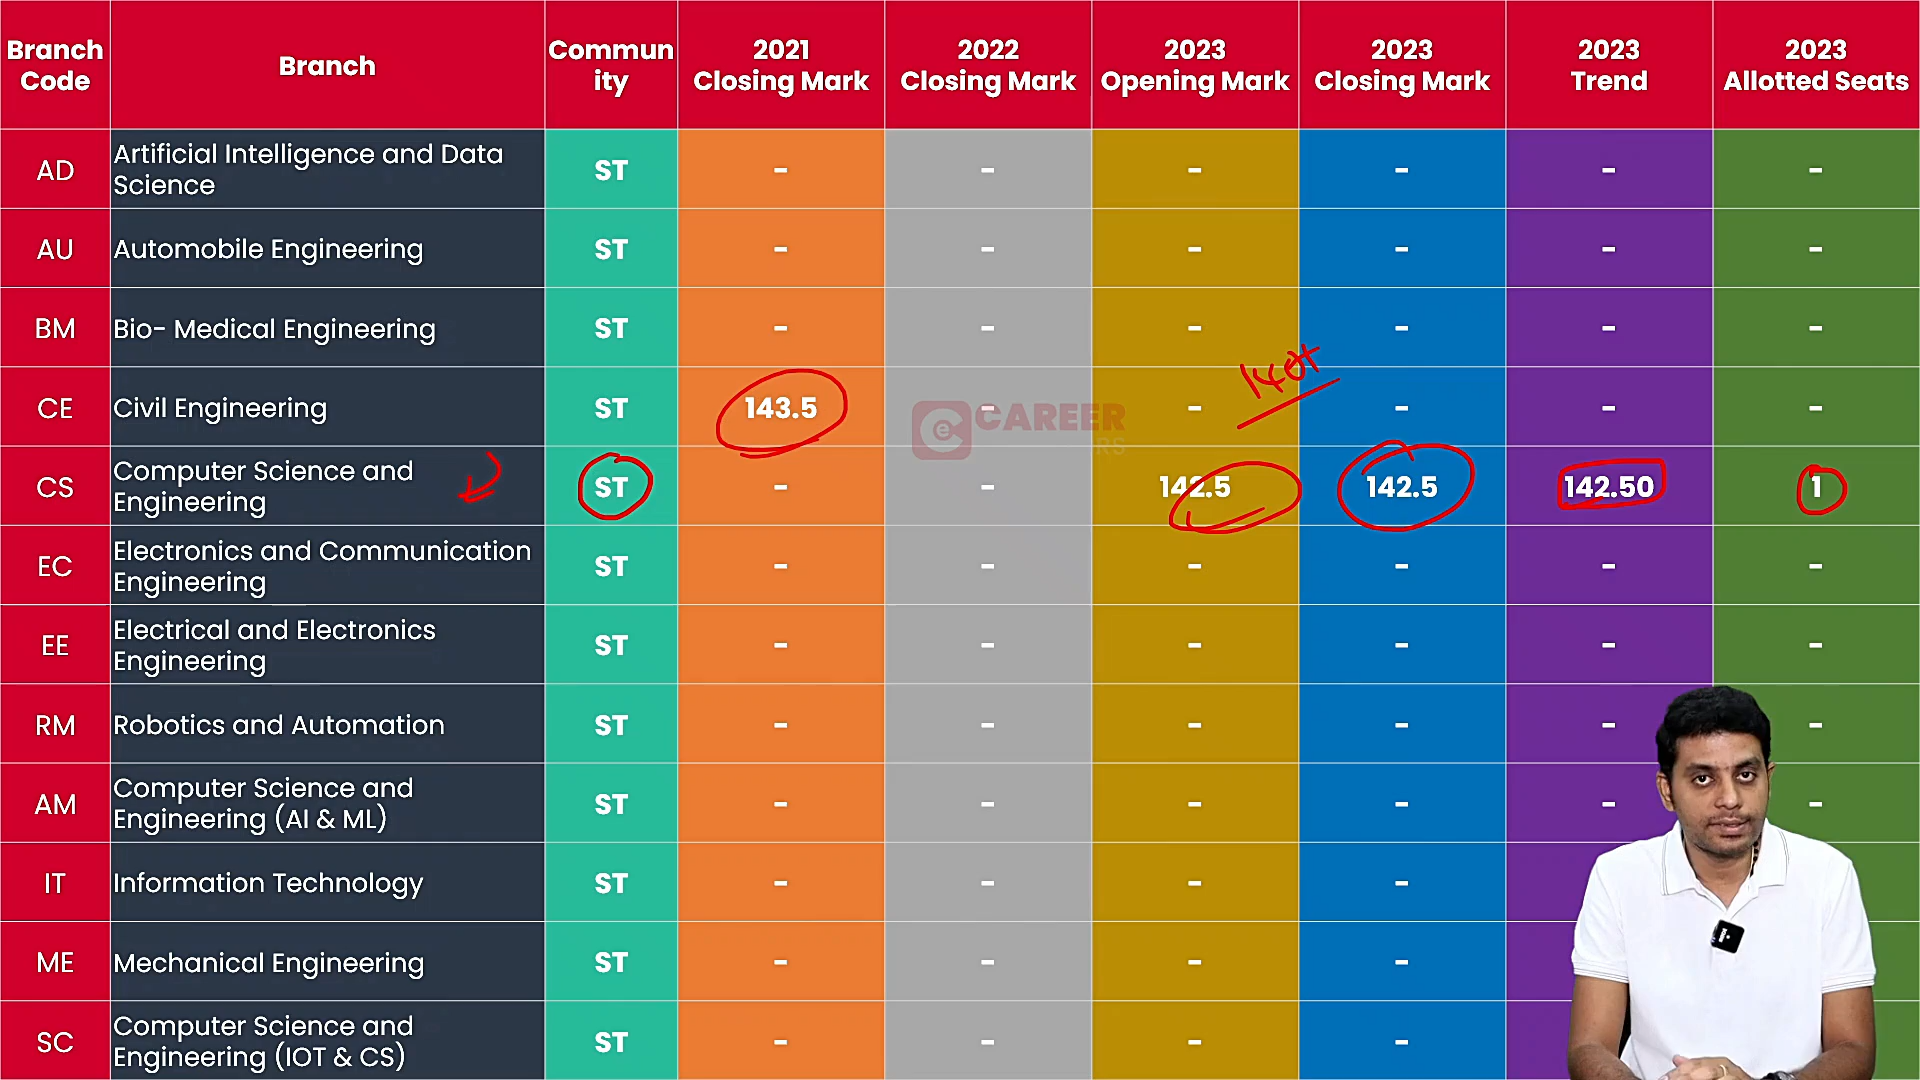 Branch Code Branch Commun ity 2021 Closing Mark 2022 Closing Mark 2023 Opening Mark 2023 Closing Mark 2023 Trend 2023 Allotted Seats
AD Artificial Intelligence and Data Science ST - - - - - -
AU Automobile Engineering ST - - - - - -
BM Bio- Medical Engineering ST - - - - - -
140+
CE Civil Engineering ST 143.5 - - - - -
e CAREER
RS
CS Computer Science and Engineering ST - - 142.5 142.5 142.50 1
EC Electronics and Communication Engineering ST - - - - - -
EE Electrical and Electronics Engineering ST - - - - - -
RM Robotics and Automation ST - - - - - -
AM Computer Science and Engineering (AI & ML) ST - - - - - -
IT Information Technology ST - - - -
ME Mechanical Engineering ST - - - -
SC Computer Science and Engineering (IOT & CS) ST - - - -